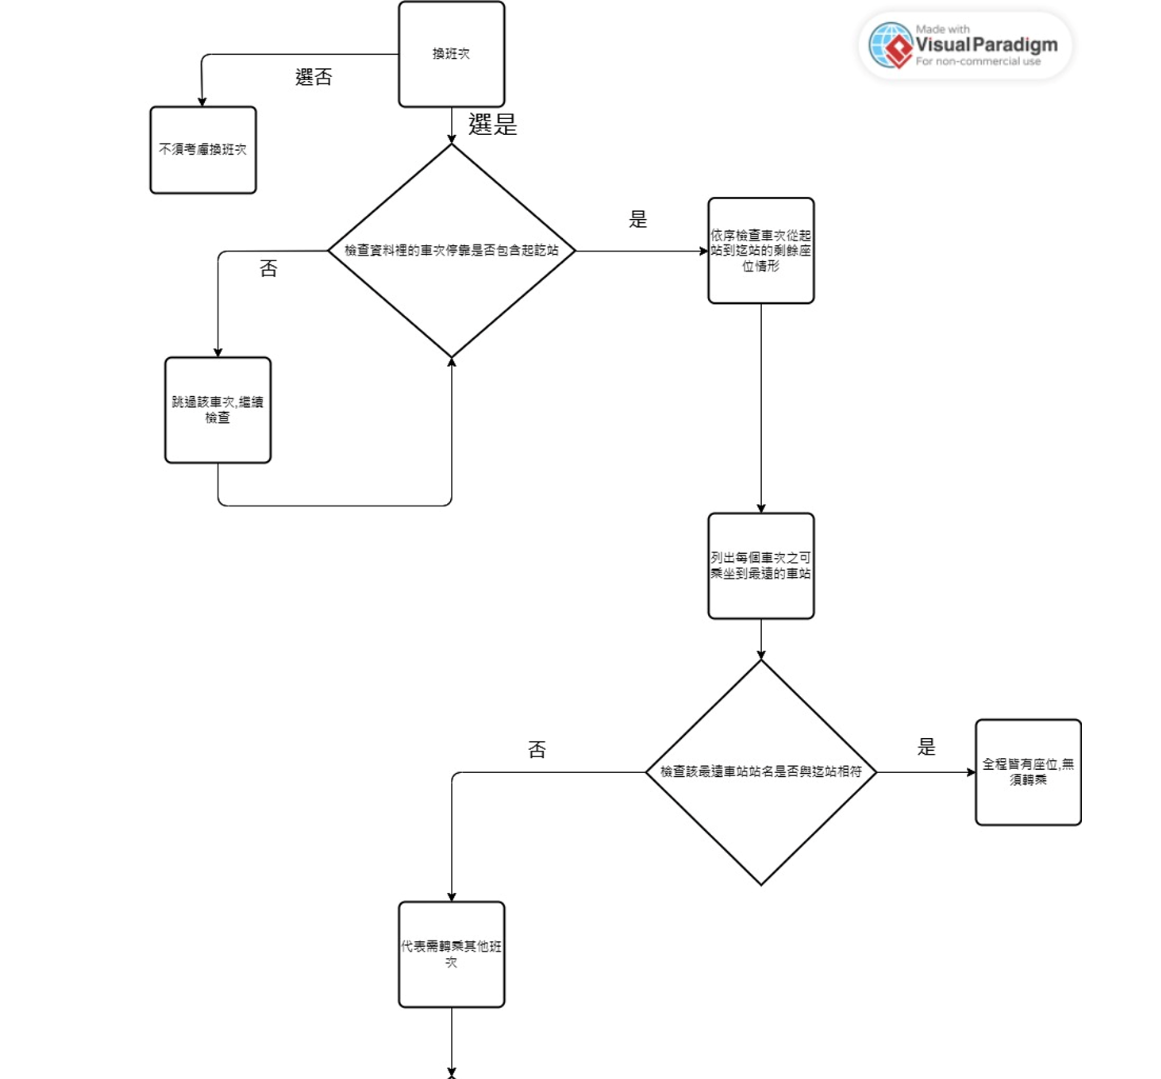 Made with
Visual Paradigm
For non-commercial use
換班次
選否
選是
不須考慮換班次
檢查資料裡的車次停靠是否包含起訖站
是
依序檢查車次從起
站到迄站的剩餘座
位情形
否
跳過該車次,繼續
檢查
列出每個車次之可
乘坐到最遠的車站
檢查該最遠車站站名是否與迄站相符
否
是
全程皆有座位,無
須轉乘
代表需轉乘其他班
次